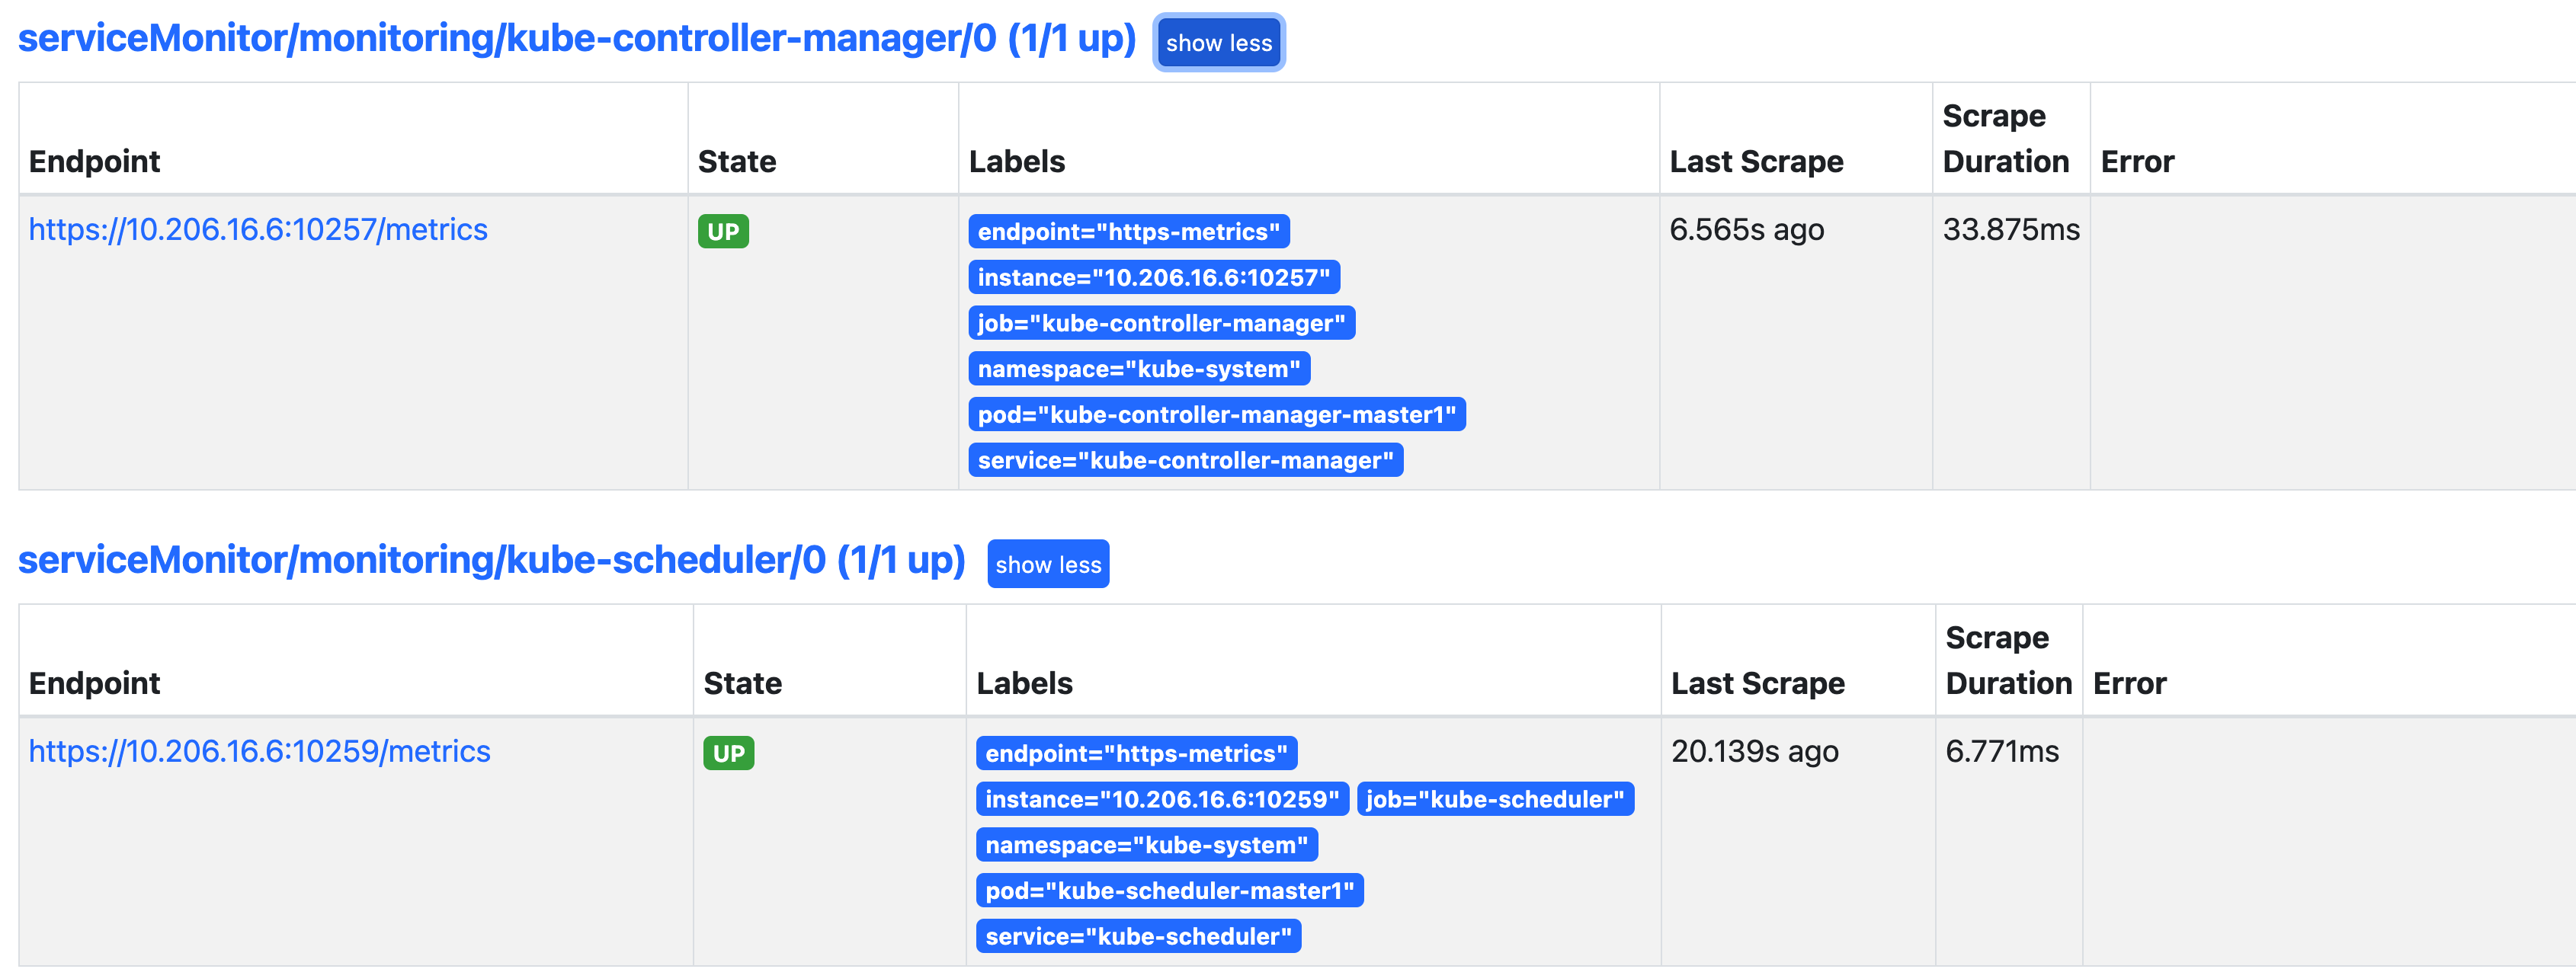 serviceMonitor/monitoring/kube-controller-manager/0 (1/1 up) show less
Endpoint State Labels Last Scrape Scrape Duration Error
https://10.206.16.6:10257/metrics UP endpoint="https-metrics" 6.565s ago 33.875ms
instance="10.206.16.6:10257"
job="kube-controller-manager"
namespace="kube-system"
pod="kube-controller-manager-master1"
service="kube-controller-manager"
serviceMonitor/monitoring/kube-scheduler/0 (1/1 up) show less
Endpoint State Labels Last Scrape Scrape Duration Error
https://10.206.16.6:10259/metrics UP endpoint="https-metrics" 20.139s ago 6.771ms
instance="10.206.16.6:10259" job="kube-scheduler"
namespace="kube-system"
pod="kube-scheduler-master1"
service="kube-scheduler"